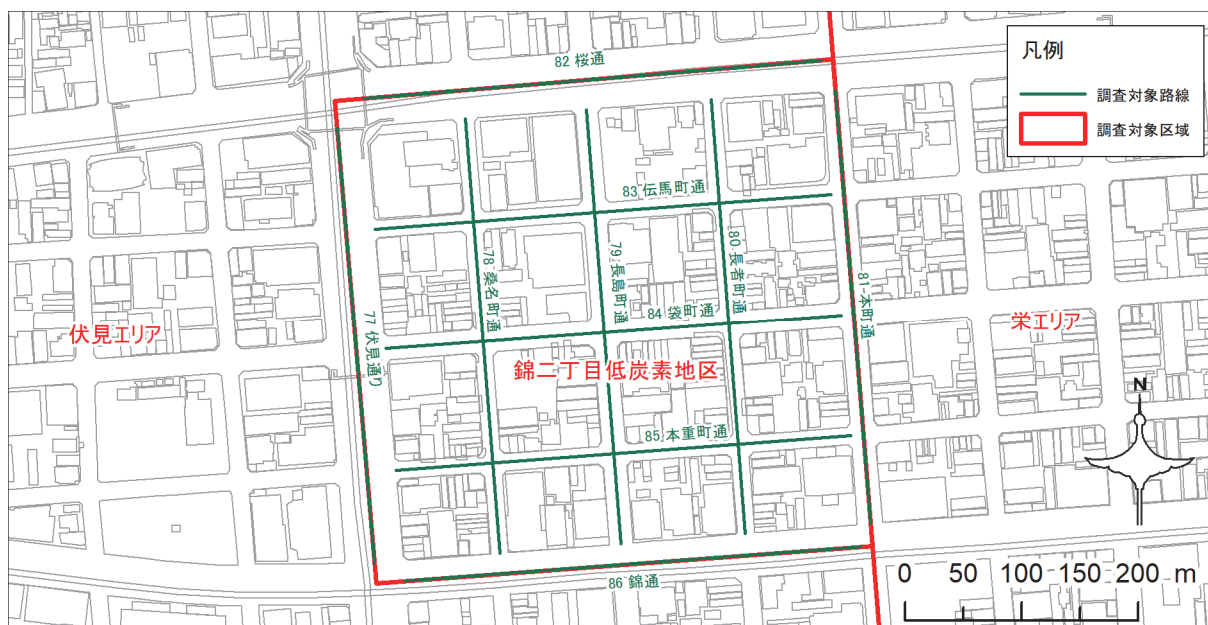 凡例
調査対象路線
調査対象区域
82 桜通
83 伝馬町通
78 桑名町通
79 長島町通
80 長者町通
81 本町通
77 伏見通り
84 袋町通
伏見エリア
錦二丁目低炭素地区
栄エリア
85 本重町通
86 錦通
N
0 50 100 150 200 m